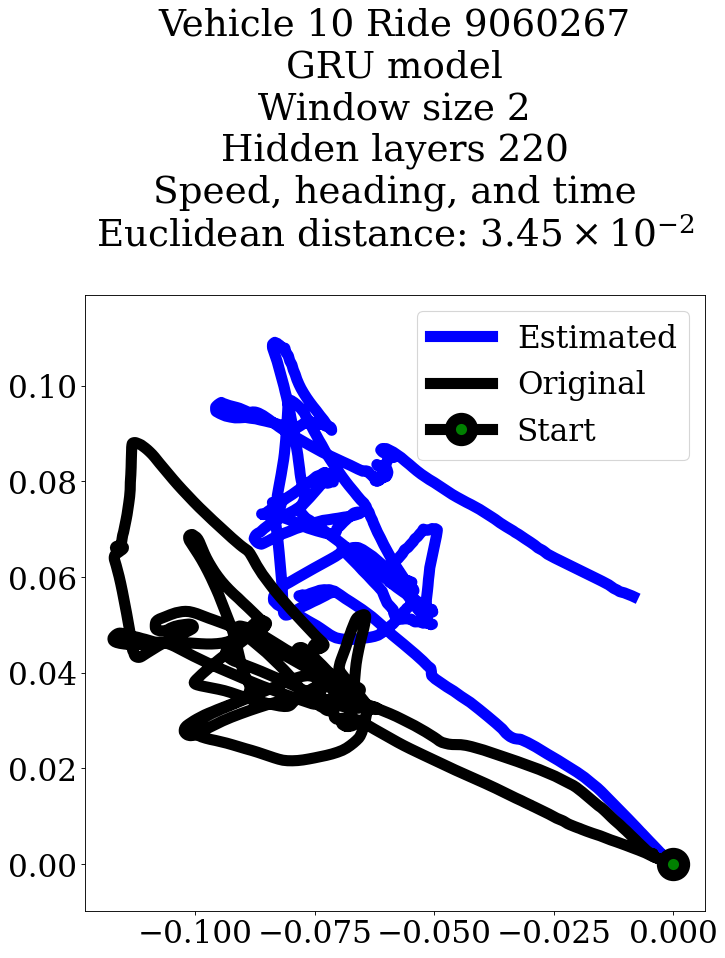 Vehicle 10 Ride 9060267
GRU model
Window size 2
Hidden layers 220
Speed, heading, and time
Euclidean distance: 3.45 × 10⁻²
Estimated
Original
Start
0.10
0.08
0.06
0.04
0.02
0.00
−0.100 −0.075 −0.050 −0.025 0.000